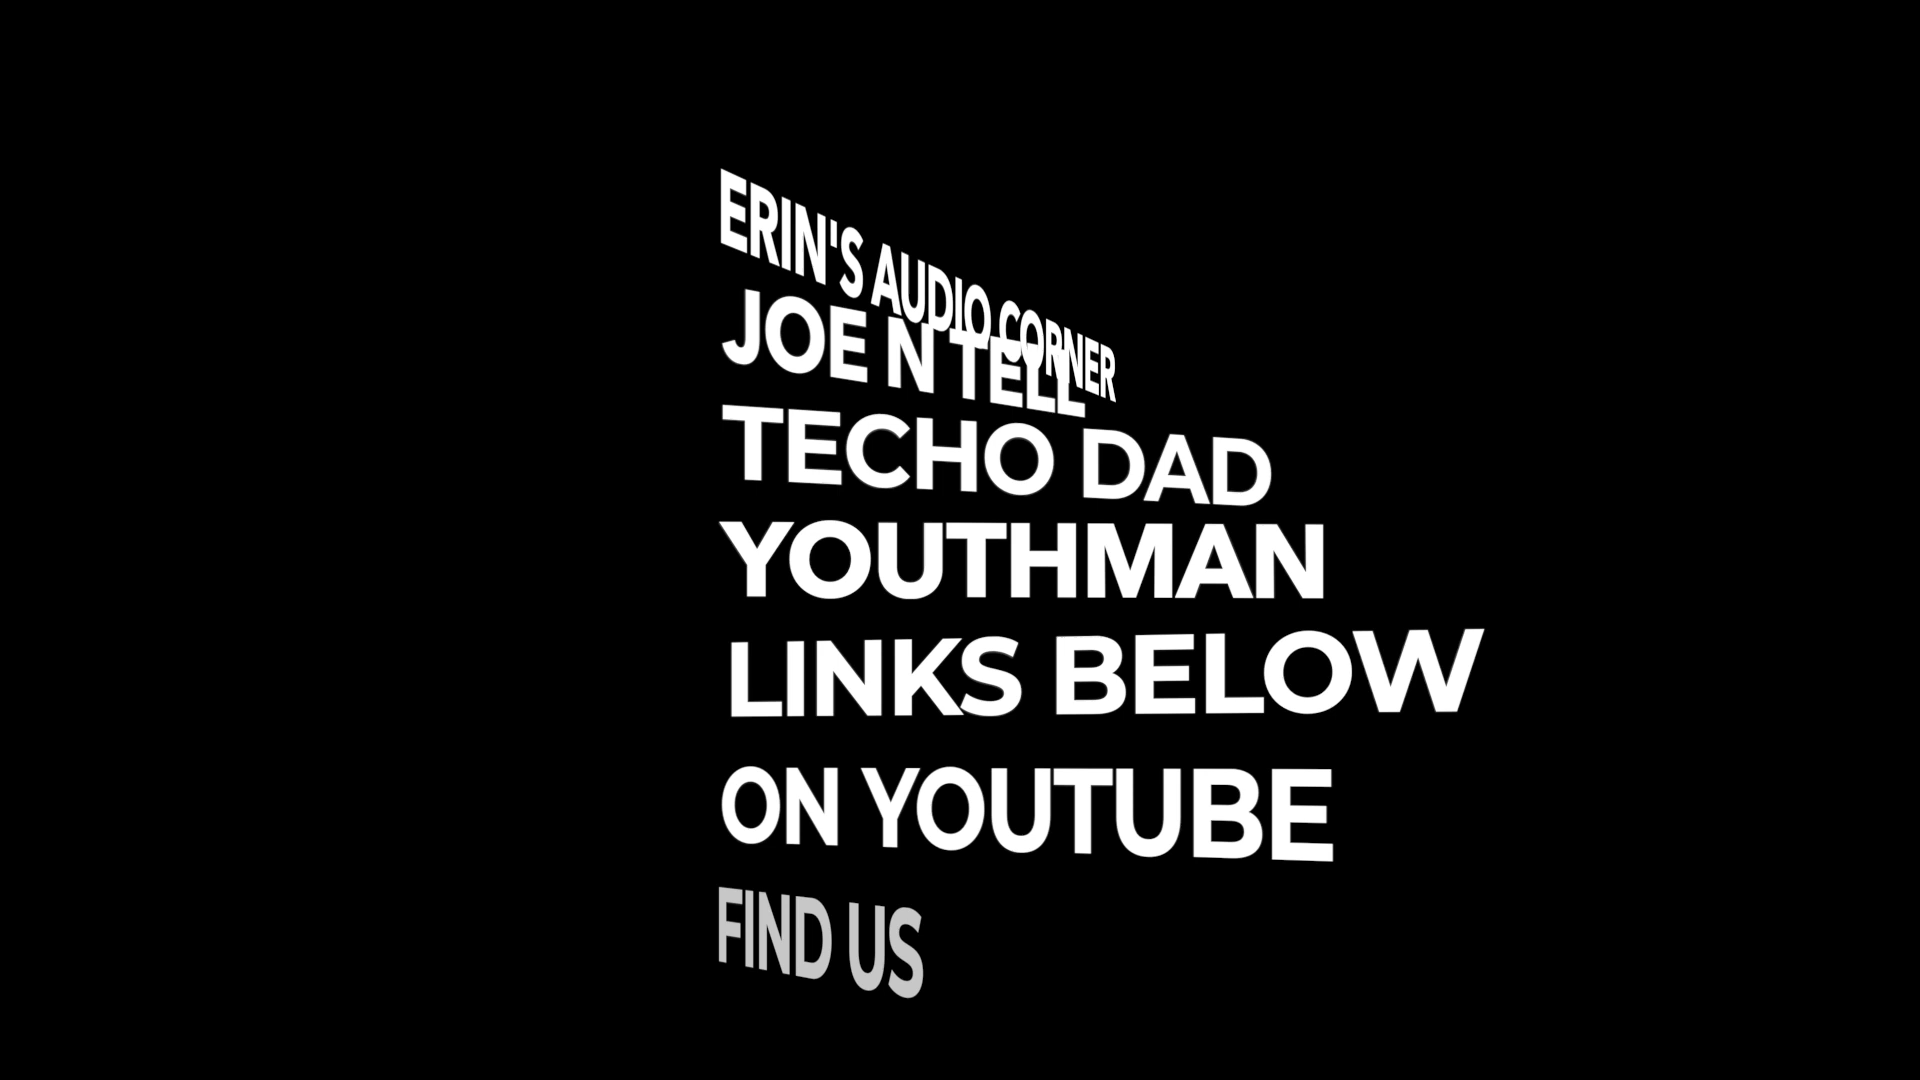 ERIN'S AUDIO CORNER
JOE N TELL
TECHO DAD
YOUTHMAN
LINKS BELOW
ON YOUTUBE
FIND US